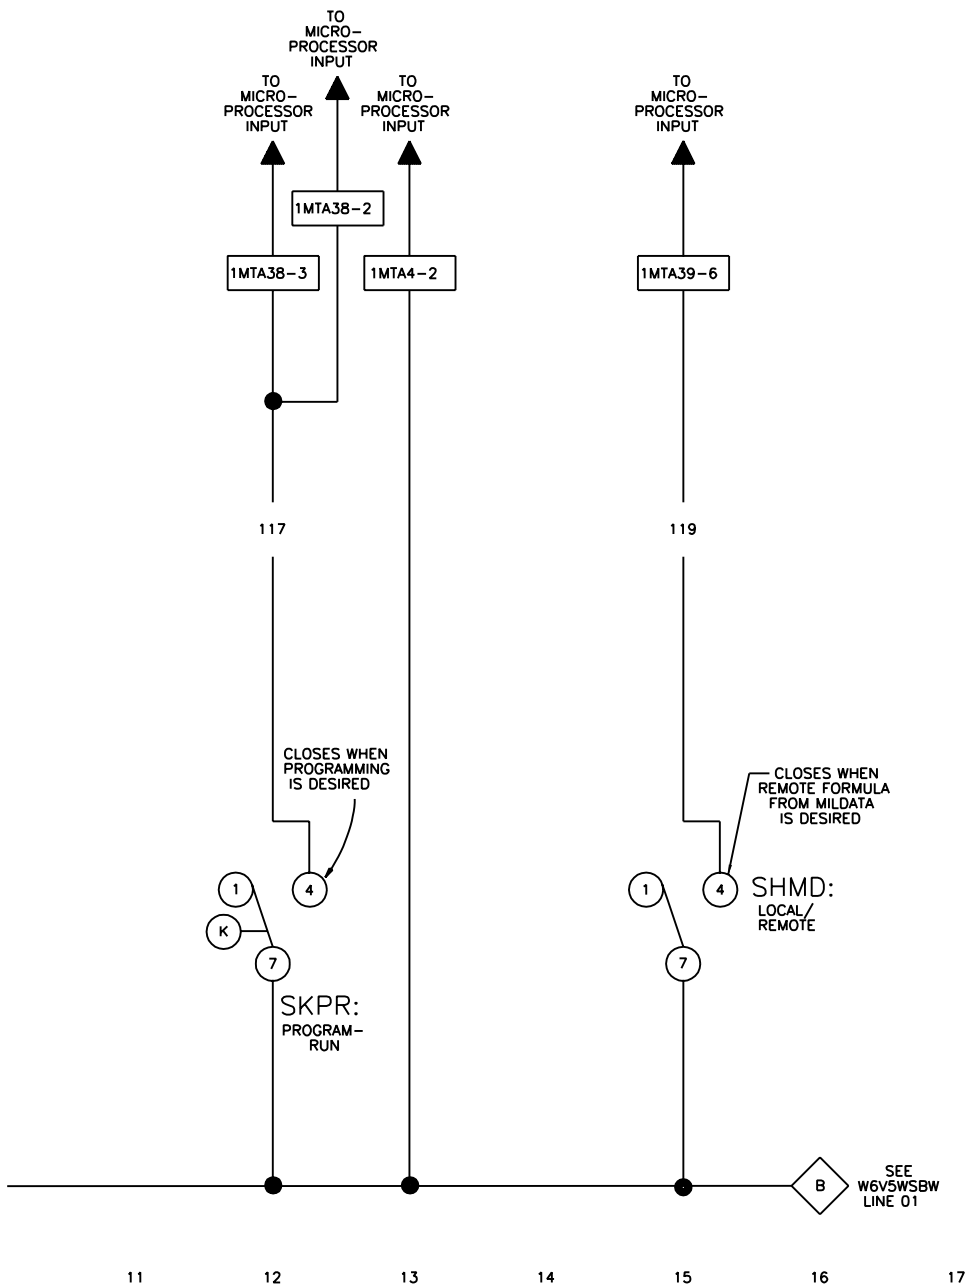 TO
MICRO-
PROCESSOR
INPUT
TO
MICRO-
PROCESSOR
INPUT
TO
MICRO-
PROCESSOR
INPUT
TO
MICRO-
PROCESSOR
INPUT
1MTA38-2
1MTA38-3
1MTA4-2
1MTA39-6
117
119
CLOSES WHEN
PROGRAMMING
IS DESIRED
CLOSES WHEN
REMOTE FORMULA
FROM MILDATA
IS DESIRED
1
4
K
7
SKPR:
PROGRAM-
RUN
1
4
7
SHMD:
LOCAL/
REMOTE
B
SEE
W6V5WSBW
LINE 01
11 12 13 14 15 16 17